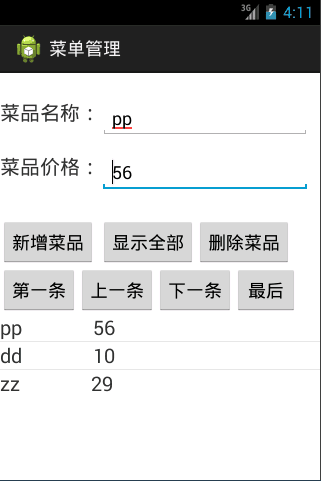 3G 4:11
菜单管理
菜品名称： pp
菜品价格： 56
新增菜品 显示全部 删除菜品
第一条 上一条 下一条 最后
pp 56
dd 10
zz 29